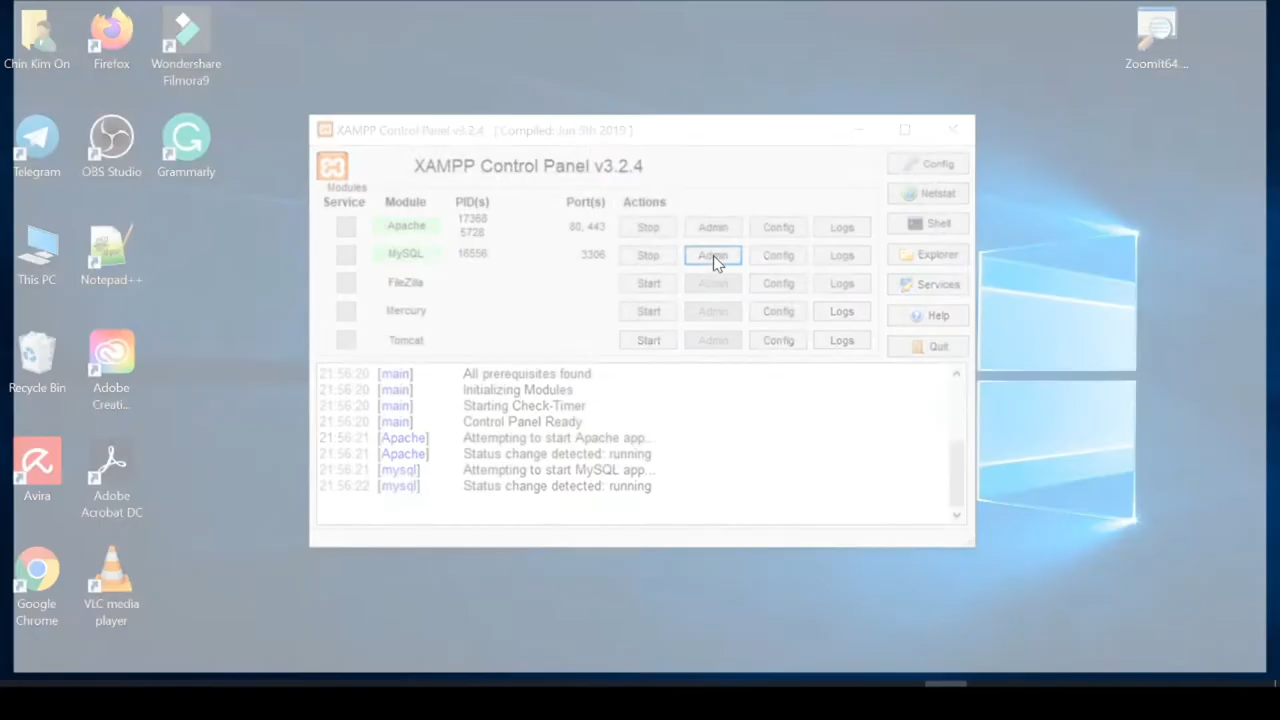 Chin Kim On
Firefox
Wondershare
Filmora9
ZoomIt64....
Telegram
OBS Studio
Grammarly
This PC
Notepad++
Recycle Bin
Adobe
Creati...
Avira
Adobe
Acrobat DC
Google
Chrome
VLC media
player
XAMPP Control Panel v3.2.4 [ Compiled: Jun 5th 2019 ]
XAMPP Control Panel v3.2.4
Config
Modules
Service Module PID(s) Port(s) Actions
Netstat
Apache 17368
5728 80, 443 Stop Admin Config Logs
Shell
MySQL 16556 3306 Stop Admin Config Logs
Explorer
FileZilla Start Admin Config Logs
Services
Mercury Start Admin Config Logs
Help
Tomcat Start Admin Config Logs
Quit
21:56:20 [main] All prerequisites found
21:56:20 [main] Initializing Modules
21:56:20 [main] Starting Check-Timer
21:56:20 [main] Control Panel Ready
21:56:21 [Apache] Attempting to start Apache app...
21:56:21 [Apache] Status change detected: running
21:56:21 [mysql] Attempting to start MySQL app...
21:56:22 [mysql] Status change detected: running